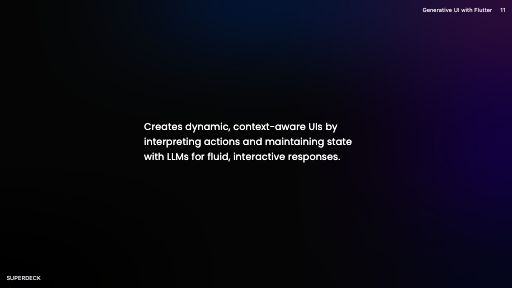 Generative UI with Flutter 11
Creates dynamic, context-aware UIs by
interpreting actions and maintaining state
with LLMs for fluid, interactive responses.
SUPERDECK